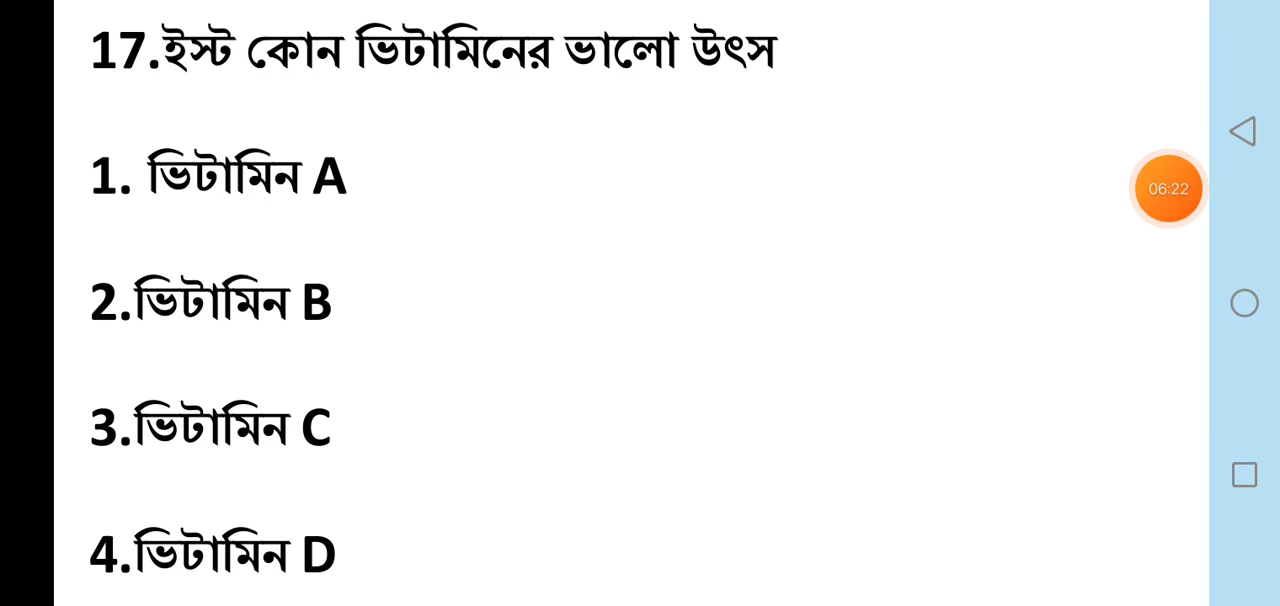 17.ইস্ট কোন ভিটামিনের ভালো উৎস
1. ভিটামিন A
06:22
2.ভিটামিন B
3.ভিটামিন C
4.ভিটামিন D